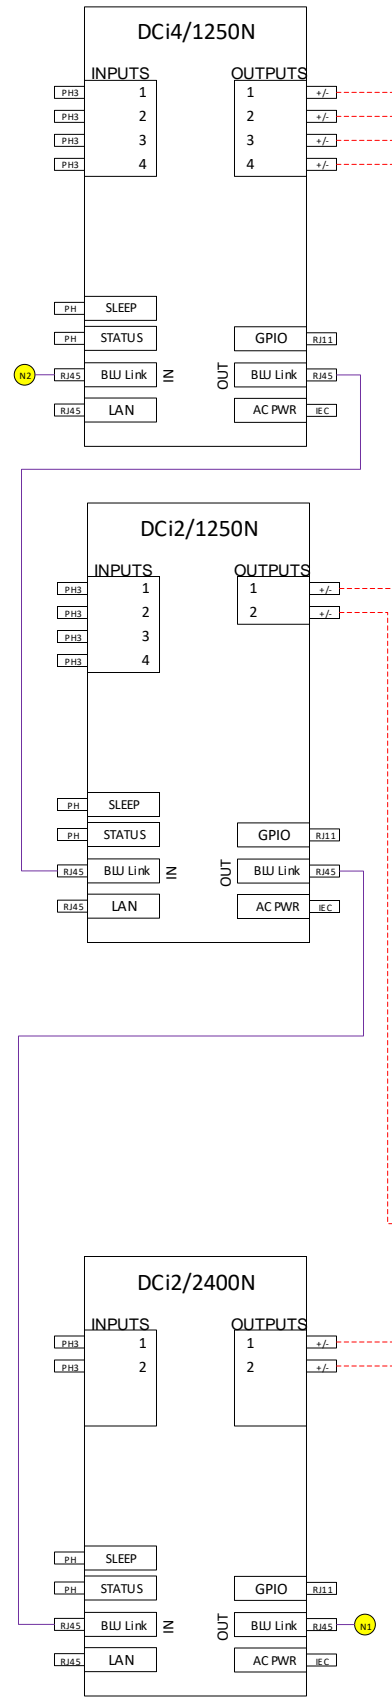 DCi4/1250N
INPUTS OUTPUTS
PH3 1 1 +/-
PH3 2 2 +/-
PH3 3 3 +/-
PH3 4 4 +/-
PH SLEEP
PH STATUS GPIO RJ11
N2 RJ45 BLU Link IN OUT BLU Link RJ45
RJ45 LAN AC PWR IEC
DCi2/1250N
INPUTS OUTPUTS
PH3 1 1 +/-
PH3 2 2 +/-
PH3 3
PH3 4
PH SLEEP
PH STATUS GPIO RJ11
RJ45 BLU Link IN OUT BLU Link RJ45
RJ45 LAN AC PWR IEC
DCi2/2400N
INPUTS OUTPUTS
PH3 1 1 +/-
PH3 2 2 +/-
PH SLEEP
PH STATUS GPIO RJ11
RJ45 BLU Link IN OUT BLU Link RJ45 N1
RJ45 LAN AC PWR IEC